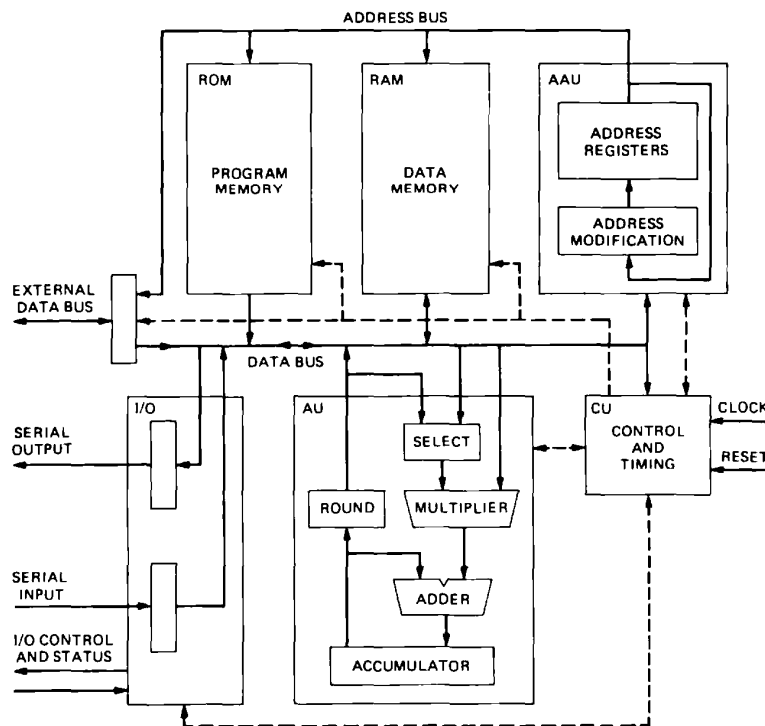 ADDRESS BUS
ROM
PROGRAM
MEMORY
RAM
DATA
MEMORY
AAU
ADDRESS
REGISTERS
ADDRESS
MODIFICATION
EXTERNAL
DATA BUS
DATA BUS
I/O
SERIAL
OUTPUT
SERIAL
INPUT
I/O CONTROL
AND STATUS
AU
SELECT
ROUND
MULTIPLIER
ADDER
ACCUMULATOR
CU
CONTROL
AND
TIMING
CLOCK
RESET